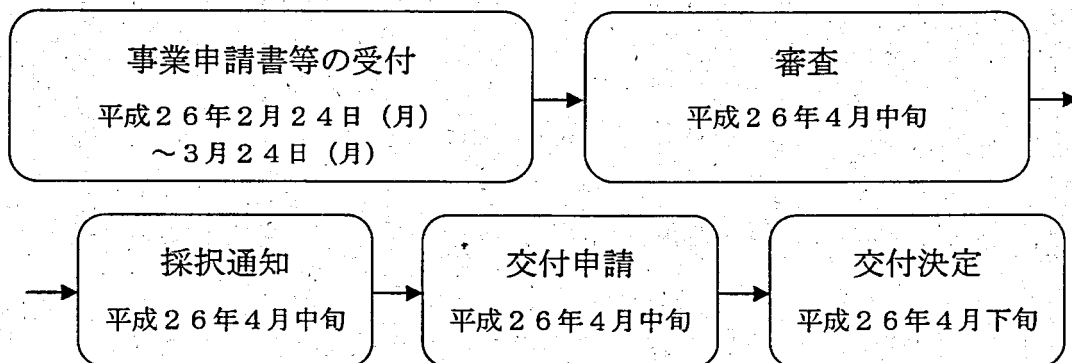 事業申請書等の受付
平成２６年２月２４日（月）
～３月２４日（月）
審査
平成２６年４月中旬
採択通知
平成２６年４月中旬
交付申請
平成２６年４月中旬
交付決定
平成２６年４月下旬